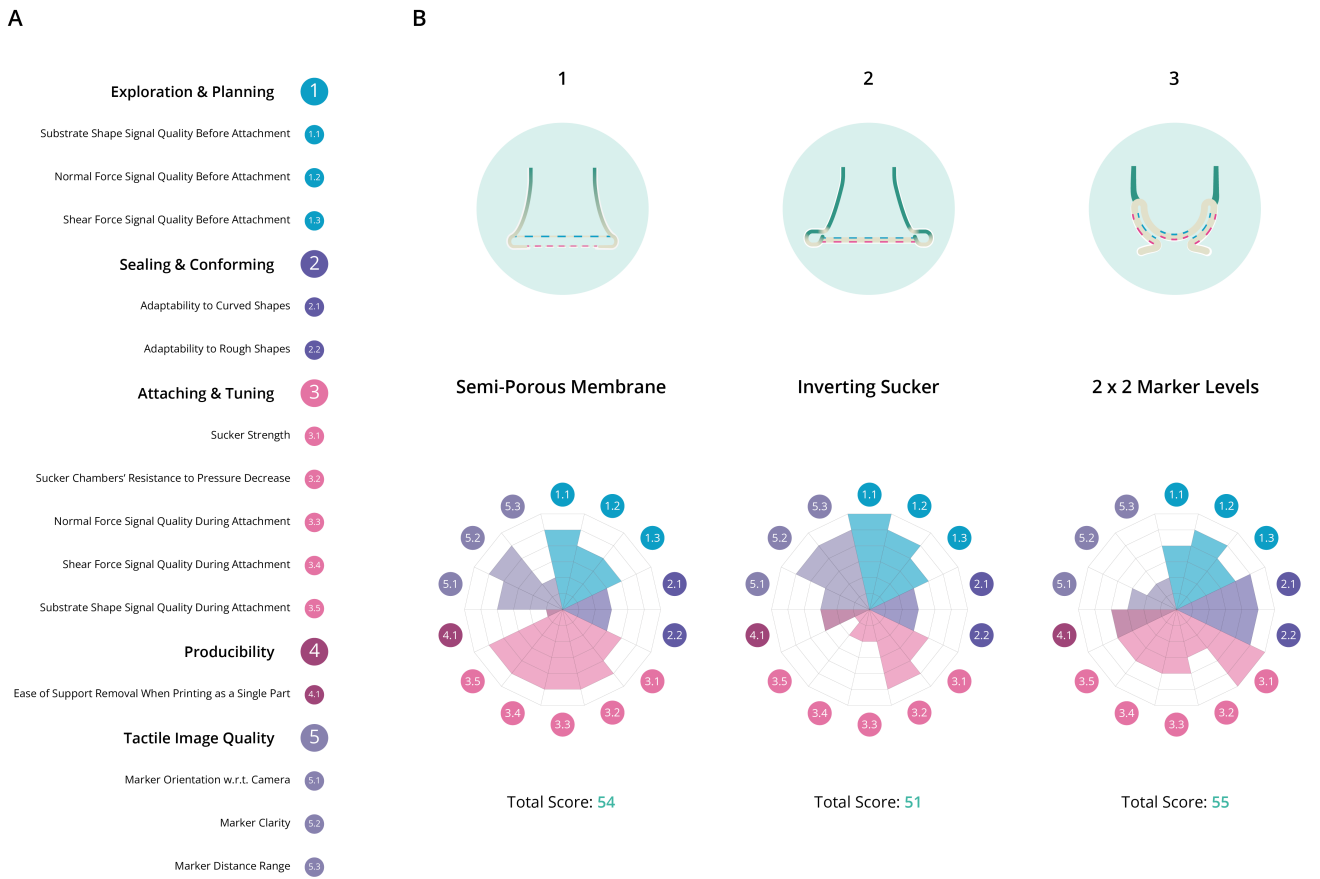 A
Exploration & Planning 1
Substrate Shape Signal Quality Before Attachment 1.1
Normal Force Signal Quality Before Attachment 1.2
Shear Force Signal Quality Before Attachment 1.3
Sealing & Conforming 2
Adaptability to Curved Shapes 2.1
Adaptability to Rough Shapes 2.2
Attaching & Tuning 3
Sucker Strength 3.1
Sucker Chambers' Resistance to Pressure Decrease 3.2
Normal Force Signal Quality During Attachment 3.3
Shear Force Signal Quality During Attachment 3.4
Substrate Shape Signal Quality During Attachment 3.5
Producibility 4
Ease of Support Removal When Printing as a Single Part 4.1
Tactile Image Quality 5
Marker Orientation w.r.t. Camera 5.1
Marker Clarity 5.2
Marker Distance Range 5.3
B
1
Semi-Porous Membrane
1.1
1.2
1.3
2.1
2.2
3.1
3.2
3.3
3.4
3.5
4.1
5.1
5.2
5.3
Total Score: 54
2
Inverting Sucker
1.1
1.2
1.3
2.1
2.2
3.1
3.2
3.3
3.4
3.5
4.1
5.1
5.2
5.3
Total Score: 51
3
2 x 2 Marker Levels
1.1
1.2
1.3
2.1
2.2
3.1
3.2
3.3
3.4
3.5
4.1
5.1
5.2
5.3
Total Score: 55